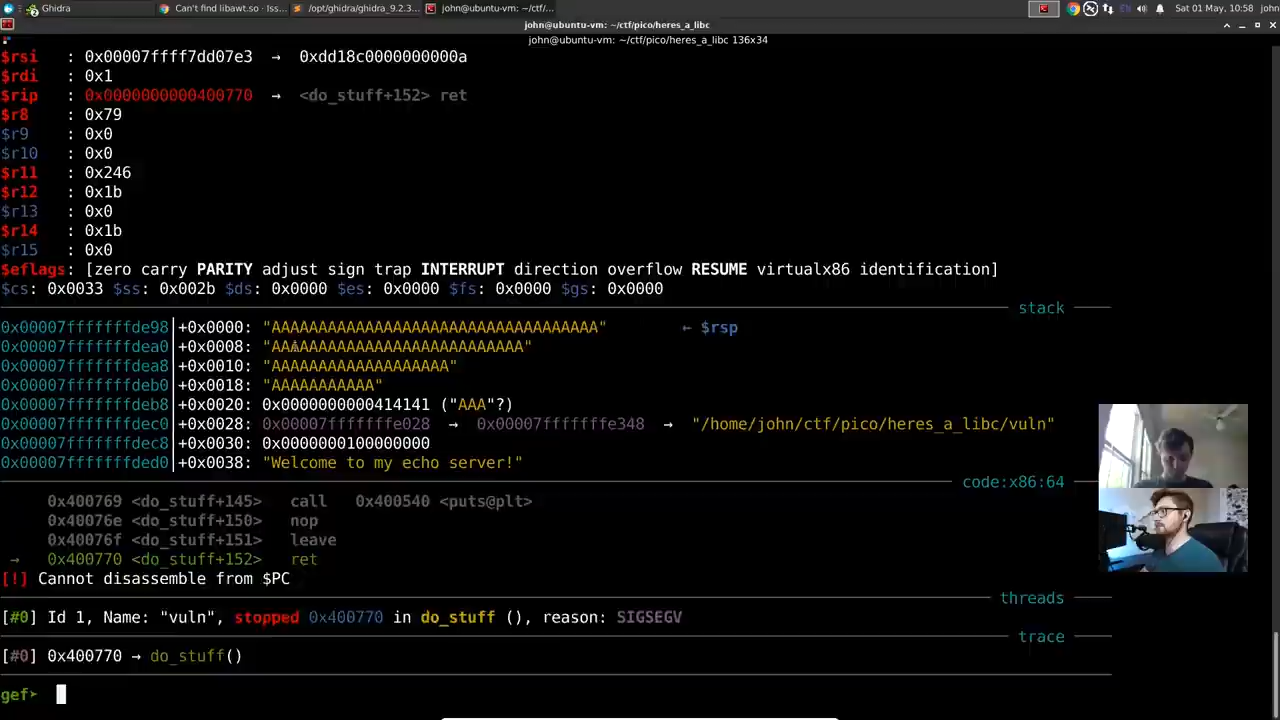 Ghidra Can't find libawt.so · Iss... /opt/ghidra/ghidra_9.2.3... john@ubuntu-vm: ~/ctf/... Sat 01 May, 10:58 john
john@ubuntu-vm: ~/ctf/pico/heres_a_libc
john@ubuntu-vm: ~/ctf/pico/heres_a_libc 136x34
$rsi : 0x00007ffff7dd07e3 → 0xdd18c0000000000a
$rdi : 0x1
$rip : 0x0000000000400770 → <do_stuff+152> ret
$r8 : 0x79
$r9 : 0x0
$r10 : 0x0
$r11 : 0x246
$r12 : 0x1b
$r13 : 0x0
$r14 : 0x1b
$r15 : 0x0
$eflags: [zero carry PARITY adjust sign trap INTERRUPT direction overflow RESUME virtualx86 identification]
$cs: 0x0033 $ss: 0x002b $ds: 0x0000 $es: 0x0000 $fs: 0x0000 $gs: 0x0000
stack
0x00007fffffffde98│+0x0000: "AAAAAAAAAAAAAAAAAAAAAAAAAAAAAAAAAAA" ← $rsp
0x00007fffffffdea0│+0x0008: "AAAAAAAAAAAAAAAAAAAAAAAAAAA"
0x00007fffffffdea8│+0x0010: "AAAAAAAAAAAAAAAAAAA"
0x00007fffffffdeb0│+0x0018: "AAAAAAAAAAA"
0x00007fffffffdeb8│+0x0020: 0x0000000000414141 ("AAA"?)
0x00007fffffffdec0│+0x0028: 0x00007fffffffe028 → 0x00007fffffffe348 → "/home/john/ctf/pico/heres_a_libc/vuln"
0x00007fffffffdec8│+0x0030: 0x0000000100000000
0x00007fffffffded0│+0x0038: "Welcome to my echo server!"
code:x86:64
0x400769 <do_stuff+145> call 0x400540 <puts@plt>
0x40076e <do_stuff+150> nop
0x40076f <do_stuff+151> leave
→ 0x400770 <do_stuff+152> ret
[!] Cannot disassemble from $PC
threads
[#0] Id 1, Name: "vuln", stopped 0x400770 in do_stuff (), reason: SIGSEGV
trace
[#0] 0x400770 → do_stuff()
gef➤